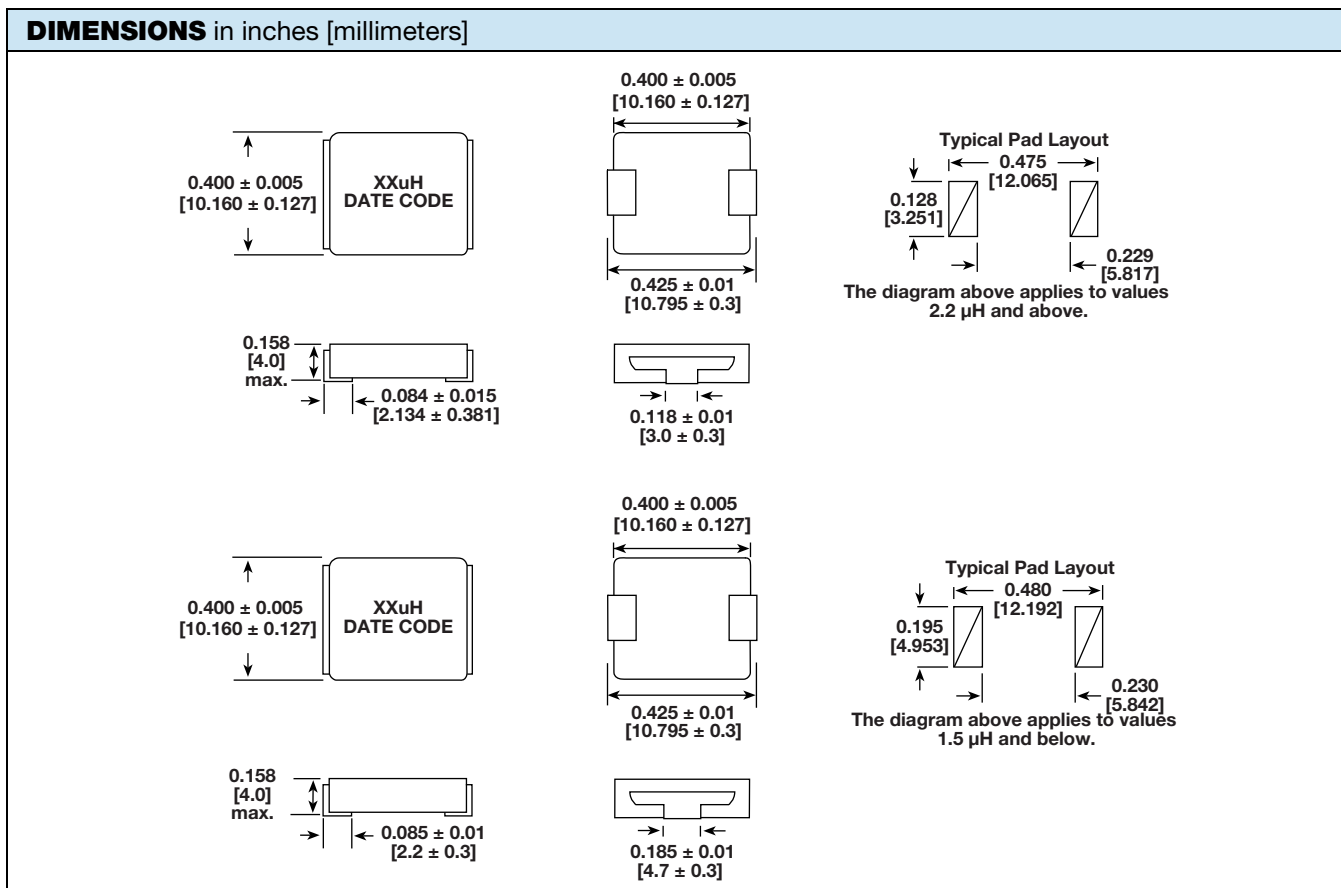 DIMENSIONS in inches [millimeters]
0.400 ± 0.005
[10.160 ± 0.127]
XXuH
DATE CODE
0.400 ± 0.005
[10.160 ± 0.127]
0.425 ± 0.01
[10.795 ± 0.3]
Typical Pad Layout
0.475
[12.065]
0.128
[3.251]
0.229
[5.817]
The diagram above applies to values
2.2 µH and above.
0.158
[4.0]
max.
0.084 ± 0.015
[2.134 ± 0.381]
0.118 ± 0.01
[3.0 ± 0.3]
0.400 ± 0.005
[10.160 ± 0.127]
XXuH
DATE CODE
0.400 ± 0.005
[10.160 ± 0.127]
0.425 ± 0.01
[10.795 ± 0.3]
Typical Pad Layout
0.480
[12.192]
0.195
[4.953]
0.230
[5.842]
The diagram above applies to values
1.5 µH and below.
0.158
[4.0]
max.
0.085 ± 0.01
[2.2 ± 0.3]
0.185 ± 0.01
[4.7 ± 0.3]